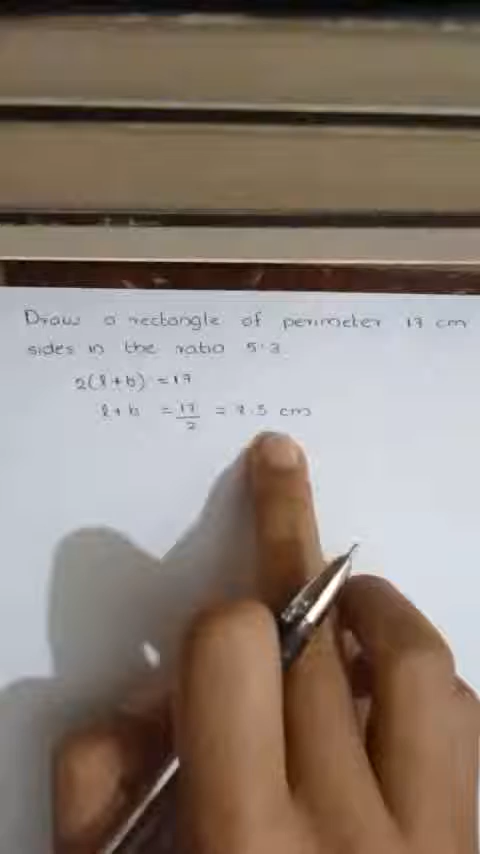 Draw a rectangle of perimeter 17 cm
sides in the ratio 5:3
2(l+b) = 17
l+b = 17/2 = 8.5 cm